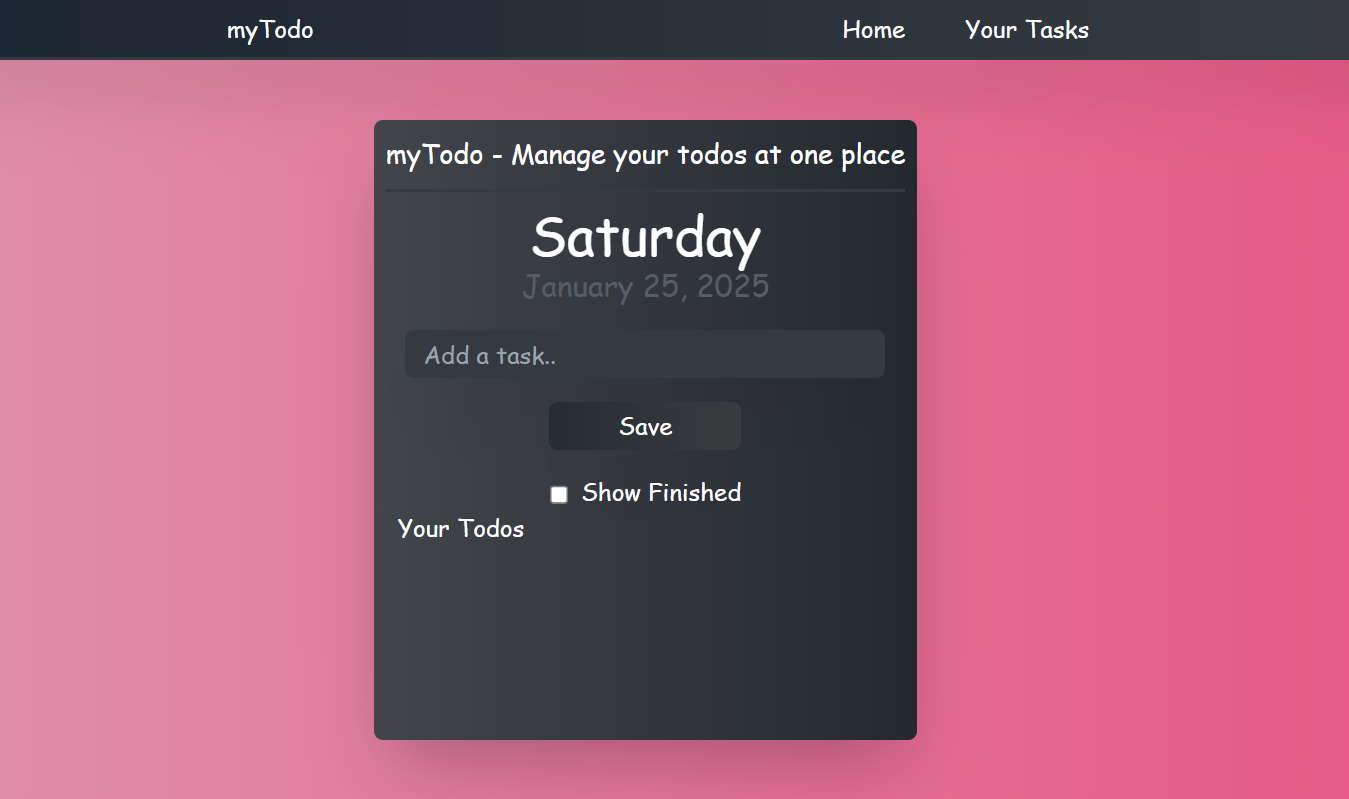 myTodo Home Your Tasks
myTodo - Manage your todos at one place
Saturday
January 25, 2025
Add a task..
Save
Show Finished
Your Todos